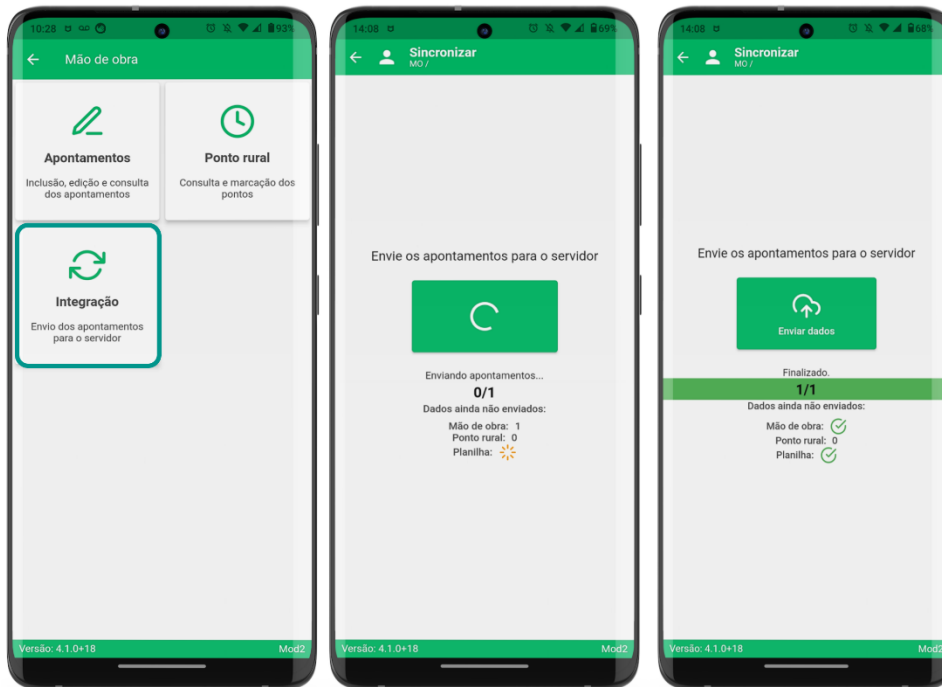 10:28
93%
Mão de obra
Apontamentos
Inclusão, edição e consulta
dos apontamentos
Ponto rural
Consulta e marcação dos
pontos
Integração
Envio dos apontamentos
para o servidor
Versão: 4.1.0+18
Mod2
14:08
69%
Sincronizar
MO /
Envie os apontamentos para o servidor
Enviando apontamentos...
0/1
Dados ainda não enviados:
Mão de obra: 1
Ponto rural: 0
Planilha:
Versão: 4.1.0+18
Mod2
14:08
68%
Sincronizar
MO /
Envie os apontamentos para o servidor
Enviar dados
Finalizado.
1/1
Dados ainda não enviados:
Mão de obra:
Ponto rural: 0
Planilha:
Versão: 4.1.0+18
Mod2